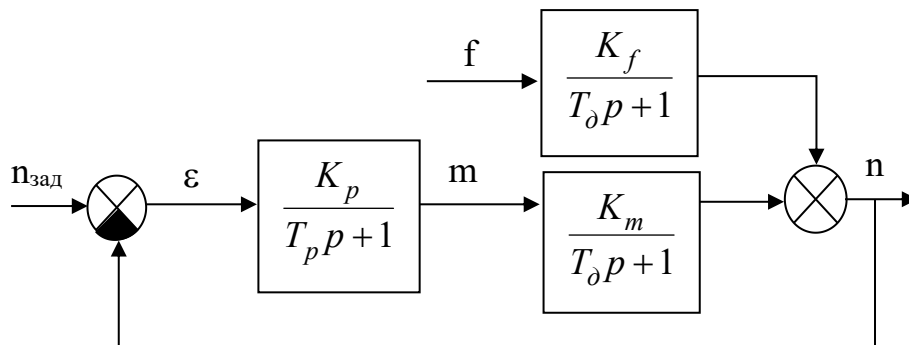 f
K_f
T_∂ p + 1
n_зад
ε
K_p
T_p p + 1
m
K_m
T_∂ p + 1
n